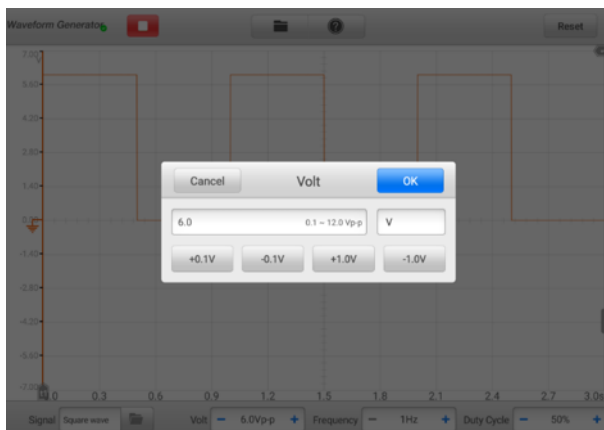 Waveform Generator
Reset
7.00
5.60
4.20
2.80
1.40
0.00
-1.40
-2.80
-4.20
-5.60
-7.00
Cancel Volt OK
6.0 0.1 ~ 12.0 Vp-p V
+0.1V -0.1V +1.0V -1.0V
0.3 0.6 0.9 1.2 1.5 1.8 2.1 2.4 2.7 3.0s
Signal Square wave Volt − 6.0Vp-p + Frequency − 1Hz + Duty Cycle − 50% +